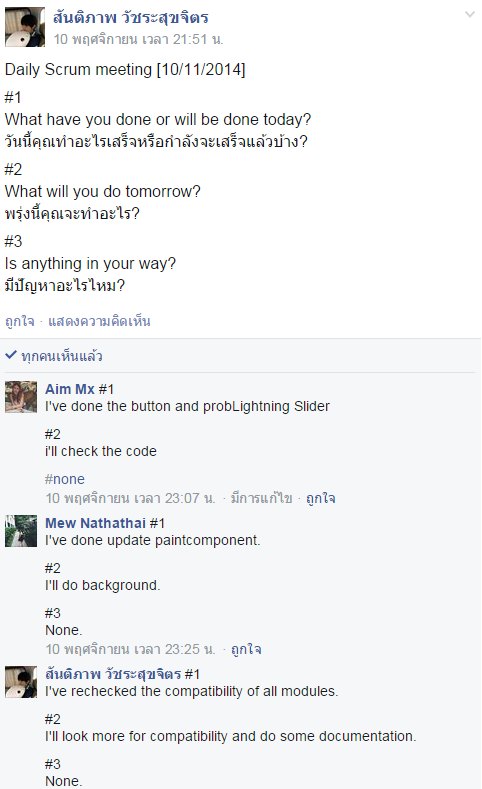 สันติภาพ วัชระสุขจิตร
10 พฤศจิกายน เวลา 21:51 น.
Daily Scrum meeting [10/11/2014]
#1
What have you done or will be done today?
วันนี้คุณทำอะไรเสร็จหรือกำลังจะเสร็จแล้วบ้าง?
#2
What will you do tomorrow?
พรุ่งนี้คุณจะทำอะไร?
#3
Is anything in your way?
มีปัญหาอะไรไหม?
ถูกใจ · แสดงความคิดเห็น
ทุกคนเห็นแล้ว
Aim Mx #1
I've done the button and probLightning Slider
#2
i'll check the code
#none
10 พฤศจิกายน เวลา 23:07 น. · มีการแก้ไข · ถูกใจ
Mew Nathathai #1
I've done update paintcomponent.
#2
I'll do background.
#3
None.
10 พฤศจิกายน เวลา 23:25 น. · ถูกใจ
สันติภาพ วัชระสุขจิตร #1
I've rechecked the compatibility of all modules.
#2
I'll look more for compatibility and do some documentation.
#3
None.